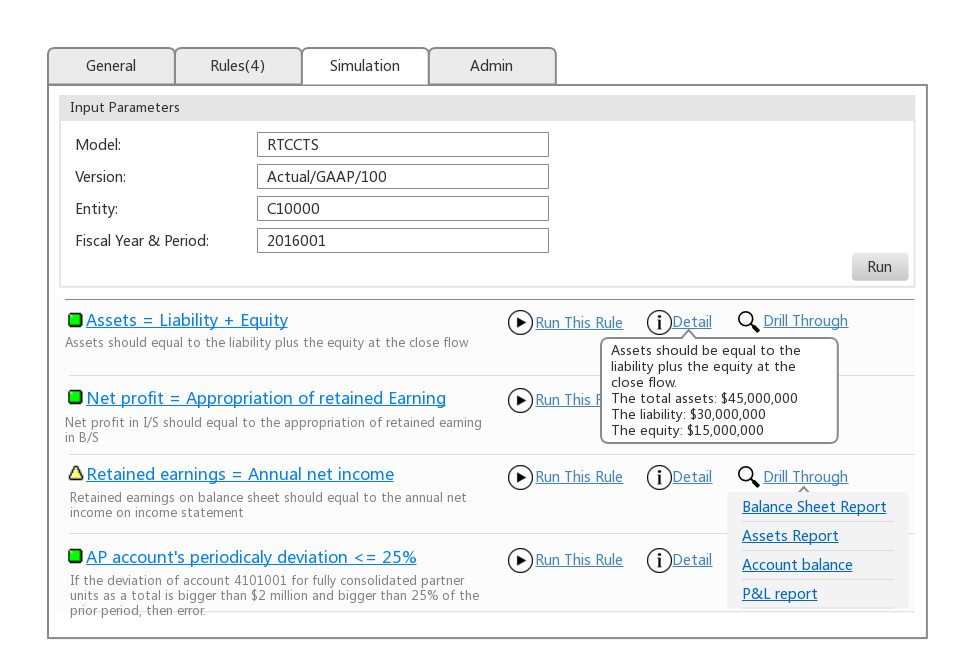 General Rules(4) Simulation Admin
Input Parameters
Model: RTCCTS
Version: Actual/GAAP/100
Entity: C10000
Fiscal Year & Period: 2016001
Run
Assets = Liability + Equity Run This Rule Detail Drill Through
Assets should equal to the liability plus the equity at the close flow
Assets should be equal to the
liability plus the equity at the
close flow.
The total assets: $45,000,000
The liability: $30,000,000
The equity: $15,000,000
Net profit = Appropriation of retained Earning Run This
Net profit in I/S should equal to the appropriation of retained earning
in B/S
Retained earnings = Annual net income Run This Rule Detail Drill Through
Retained earnings on balance sheet should equal to the annual net
income on income statement
Balance Sheet Report
Assets Report
Account balance
P&L report
AP account's periodicaly deviation <= 25% Run This Rule Detail
If the deviation of account 4101001 for fully consolidated partner
units as a total is bigger than $2 million and bigger than 25% of the
prior period, then error.